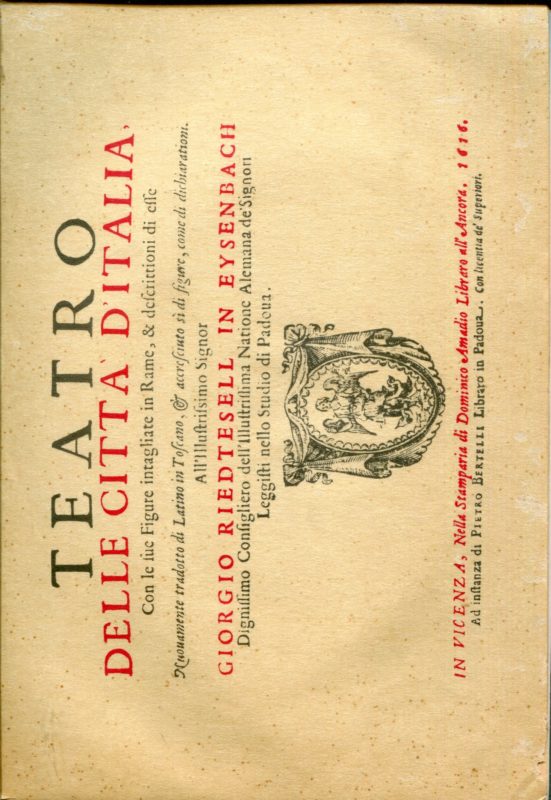 TEATRO
DELLE CITTA D'ITALIA,
Con le ſue Figure intagliate in Rame, & deſcrittioni di eſſe
Nuouamente tradotto di Latino in Toſcano, & accreſciuto sì di figure, come di dichiarationi.
All'Illuſtriſsimo Signor
GIORGIO RIEDTESELL IN EYSENBACH
Digniſſimo Conſigliero dell'Illuſtriſſima Natione Alemana de' Signori
Leggiſti nello Studio di Padoua.
IN VICENZA, Nella Stamparia di Dominico Amadio Libraro all'Ancora. 1616.
Ad inſtanza di PIETRO BERTELLI Libraro in Padoua. Con licentia de' Superiori.